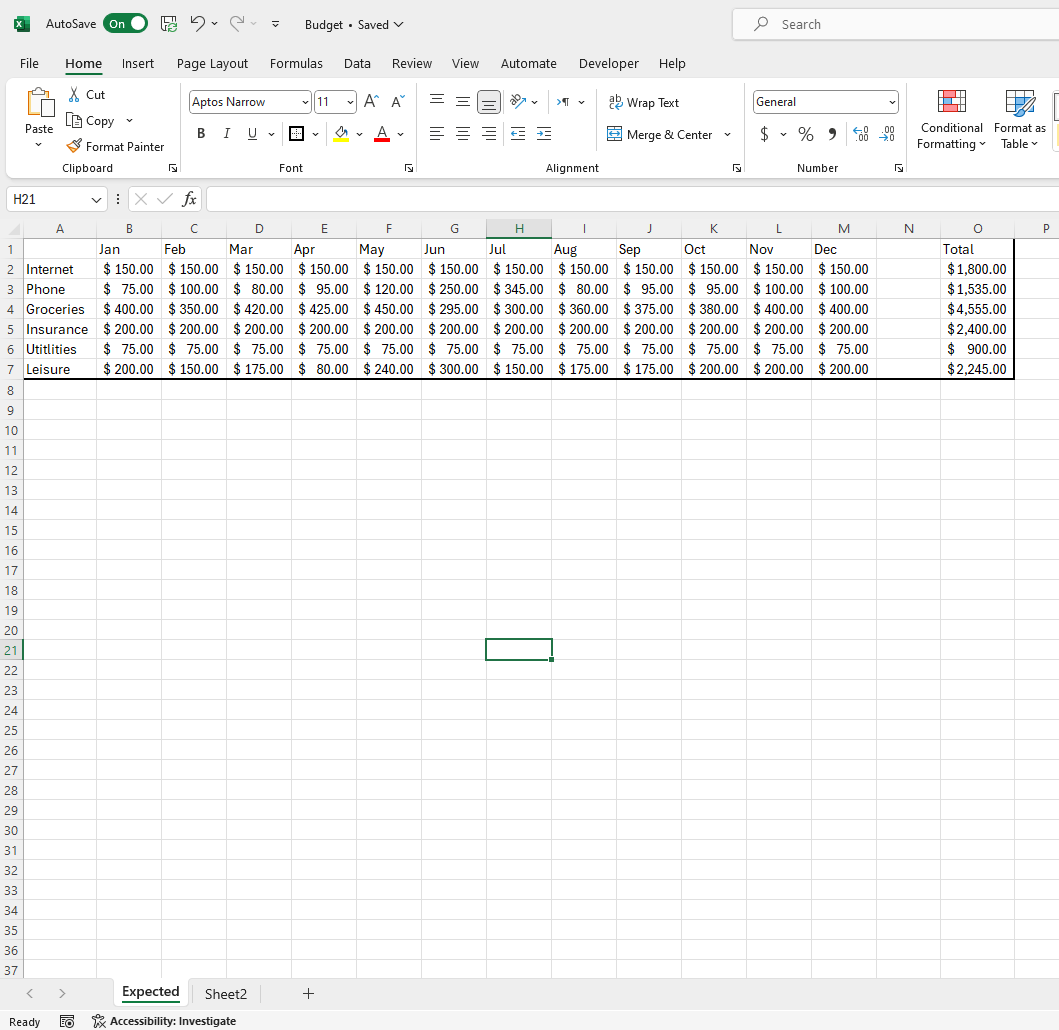 AutoSave On Budget • Saved Search
File Home Insert Page Layout Formulas Data Review View Automate Developer Help
Paste Cut Copy Format Painter Clipboard
Aptos Narrow 11 B I U A Font
ab Wrap Text Merge & Center Alignment
General $ % , .00 Number
Conditional Formatting Format as Table
H21 fx
A B C D E F G H I J K L M N O P
1 Jan Feb Mar Apr May Jun Jul Aug Sep Oct Nov Dec Total
2 Internet $ 150.00 $ 150.00 $ 150.00 $ 150.00 $ 150.00 $ 150.00 $ 150.00 $ 150.00 $ 150.00 $ 150.00 $ 150.00 $ 150.00 $ 1,800.00
3 Phone $ 75.00 $ 100.00 $ 80.00 $ 95.00 $ 120.00 $ 250.00 $ 345.00 $ 80.00 $ 95.00 $ 95.00 $ 100.00 $ 100.00 $ 1,535.00
4 Groceries $ 400.00 $ 350.00 $ 420.00 $ 425.00 $ 450.00 $ 295.00 $ 300.00 $ 360.00 $ 375.00 $ 380.00 $ 400.00 $ 400.00 $ 4,555.00
5 Insurance $ 200.00 $ 200.00 $ 200.00 $ 200.00 $ 200.00 $ 200.00 $ 200.00 $ 200.00 $ 200.00 $ 200.00 $ 200.00 $ 200.00 $ 2,400.00
6 Utitlities $ 75.00 $ 75.00 $ 75.00 $ 75.00 $ 75.00 $ 75.00 $ 75.00 $ 75.00 $ 75.00 $ 75.00 $ 75.00 $ 75.00 $ 900.00
7 Leisure $ 200.00 $ 150.00 $ 175.00 $ 80.00 $ 240.00 $ 300.00 $ 150.00 $ 175.00 $ 175.00 $ 200.00 $ 200.00 $ 200.00 $ 2,245.00
8
9
10
11
12
13
14
15
16
17
18
19
20
21
22
23
24
25
26
27
28
29
30
31
32
33
34
35
36
37
Expected Sheet2 +
Ready Accessibility: Investigate